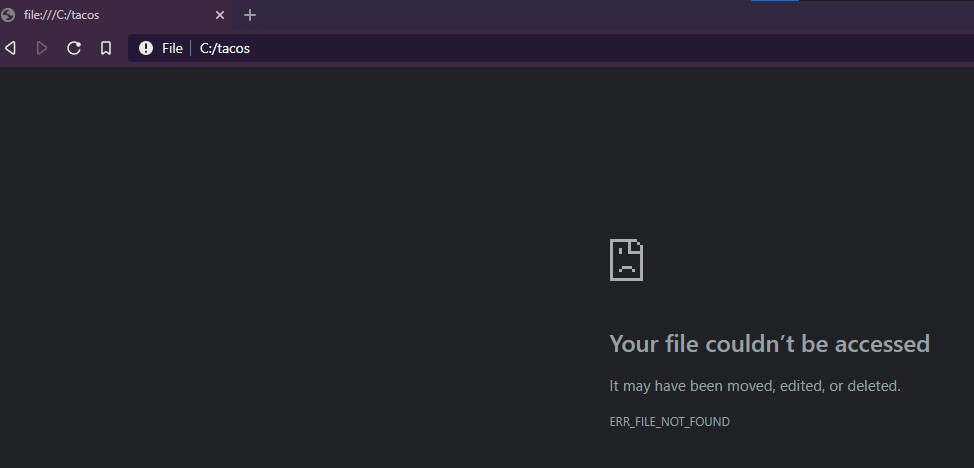 file:///C:/tacos
File C:/tacos
Your file couldn’t be accessed
It may have been moved, edited, or deleted.
ERR_FILE_NOT_FOUND